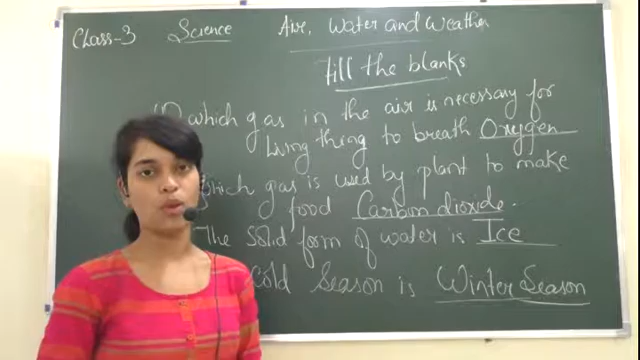 Class-3 Science Air, Water and Weather
fill the blanks
which gas in the air is necessary for
living thing to breath Oxygen
which gas is used by plant to make
food Carbon dioxide.
The Solid form of water is Ice
Cold Season is Winter Season